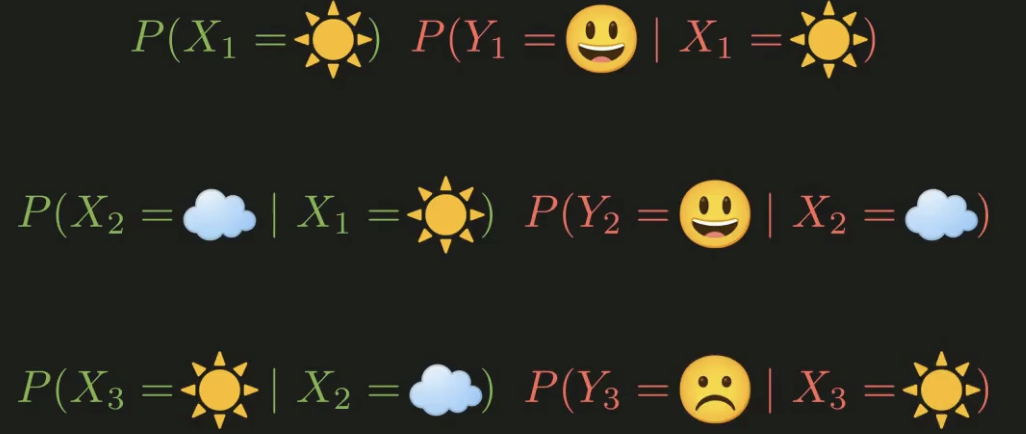 P(X₁ =☀️) P(Y₁ =😃 | X₁ =☀️)
P(X₂ =☁️ | X₁ =☀️) P(Y₂ =😃 | X₂ =☁️)
P(X₃ =☀️ | X₂ =☁️) P(Y₃ =☹️ | X₃ =☀️)